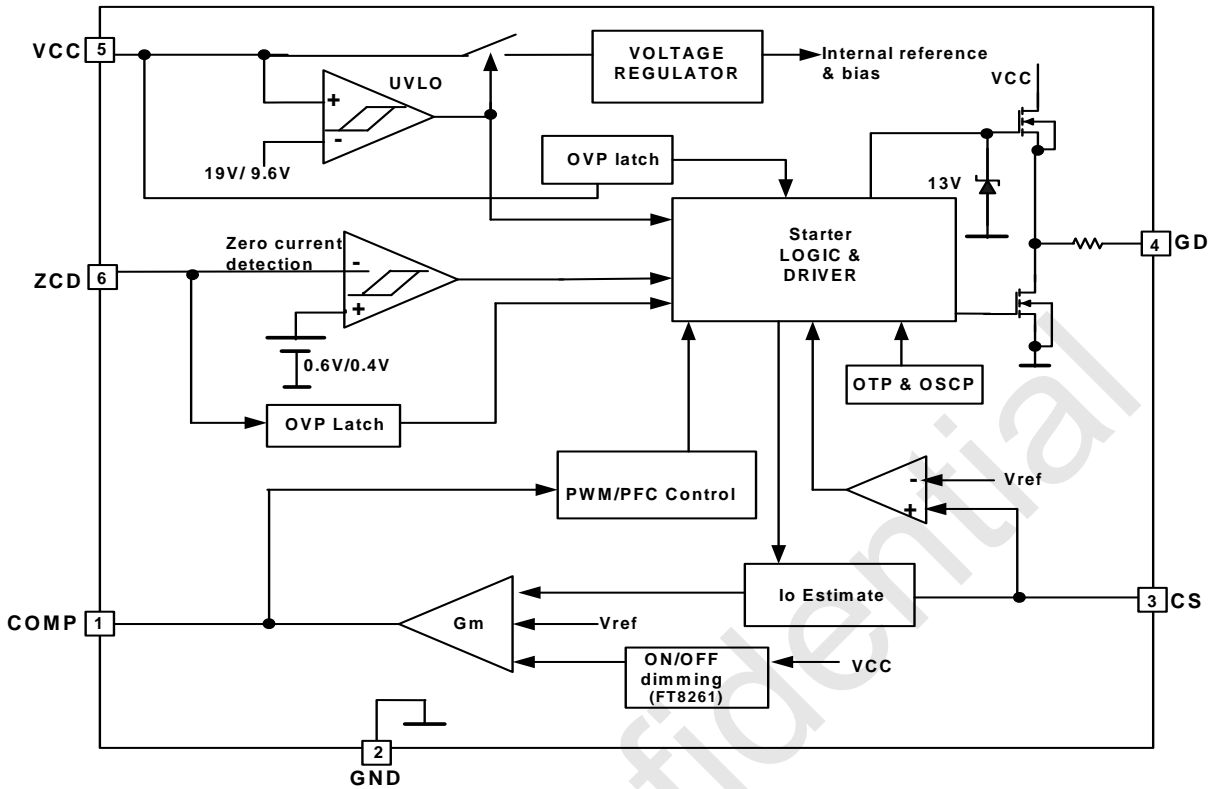 VCC 5
VOLTAGE
REGULATOR
Internal reference
& bias
VCC
UVLO
+
-
19V/ 9.6V
OVP latch
13V
Starter
LOGIC &
DRIVER
4 GD
Zero current
detection
ZCD 6
-
+
0.6V/0.4V
OTP & OSCP
OVP Latch
PWM/PFC Control
-
+
Vref
Io Estimate
3 CS
COMP 1
Gm
Vref
ON/OFF
dimming
(FT8261)
VCC
2
GND
fidential